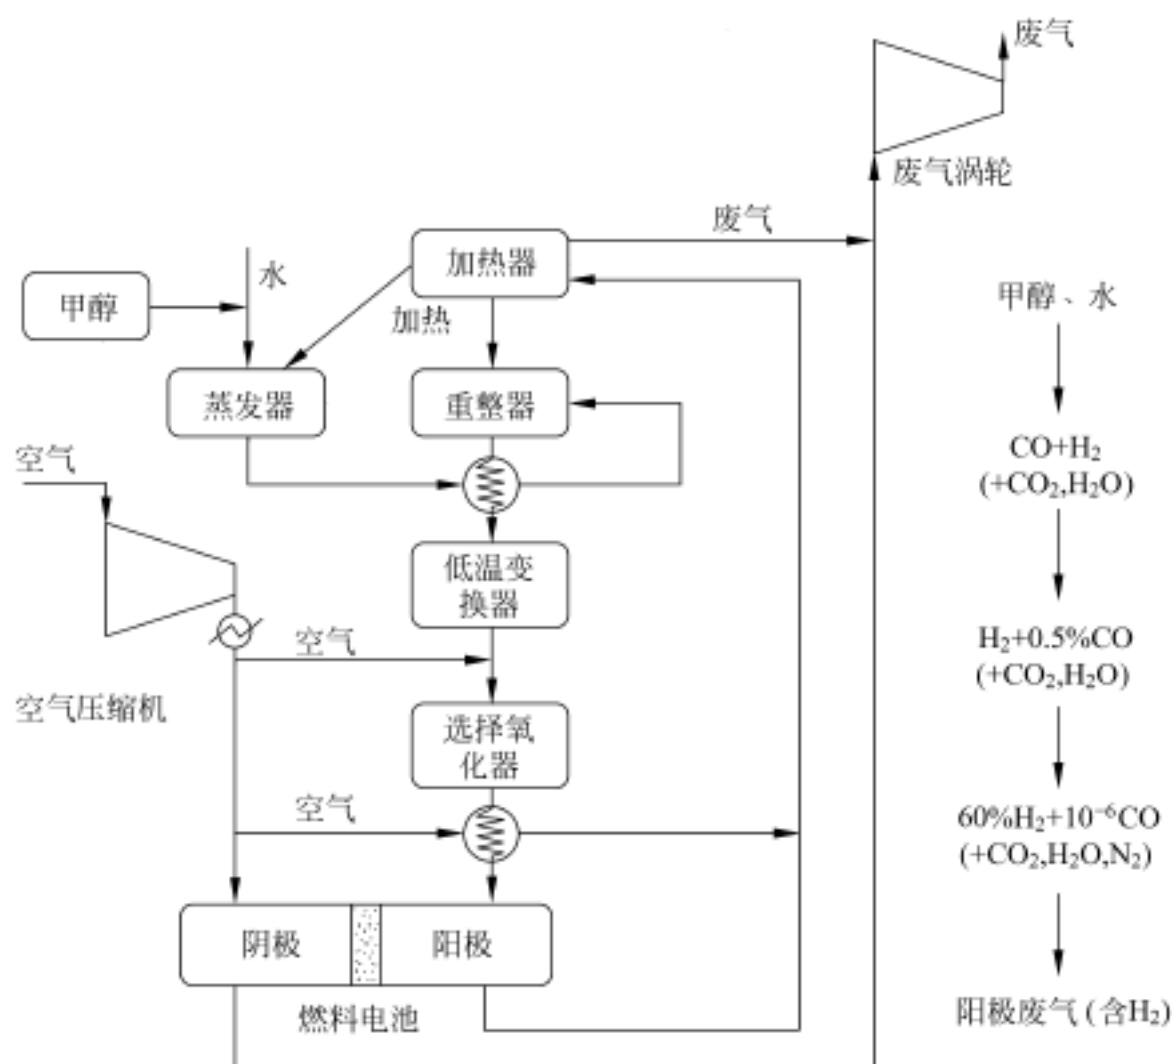 废气
废气涡轮
废气
加热器
水
甲醇
加热
甲醇、水
蒸发器
重整器
空气
CO+H₂
(+CO₂,H₂O)
低温变
换器
空气
H₂+0.5%CO
(+CO₂,H₂O)
空气压缩机
选择氧
化器
空气
60%H₂+10⁻⁶CO
(+CO₂,H₂O,N₂)
阴极
阳极
燃料电池
阳极废气(含H₂)